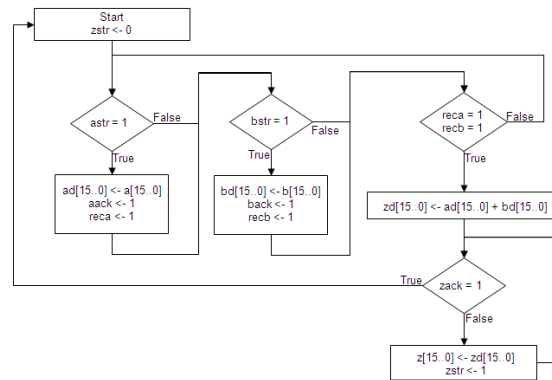 Start
zstr <- 0
astr = 1
False
True
ad[15..0] <- a[15..0]
aack <- 1
reca <- 1
bstr = 1
False
True
bd[15..0] <- b[15..0]
back <- 1
recb <- 1
reca = 1
recb = 1
False
True
zd[15..0] <- ad[15..0] + bd[15..0]
zack = 1
True
False
z[15..0] <- zd[15..0]
zstr <- 1